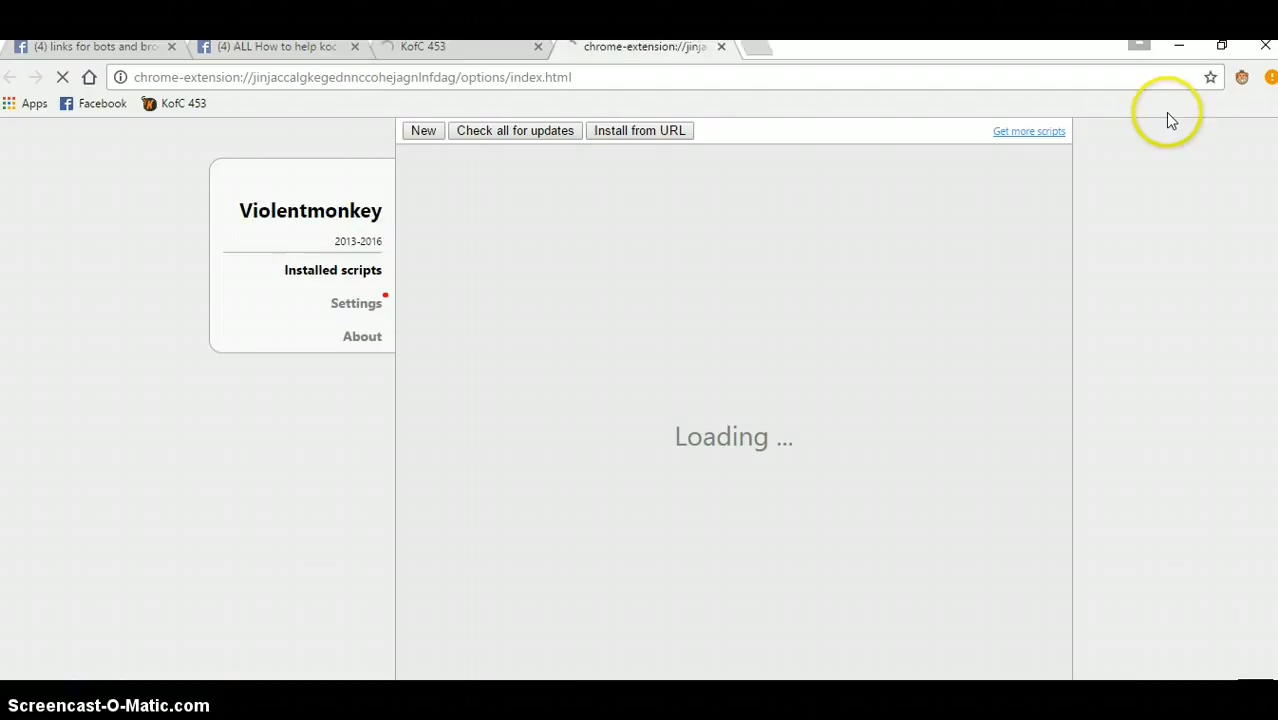 (4) links for bots and bro
(4) ALL How to help koc
KofC 453
chrome-extension://jinja
chrome-extension://jinjaccalgkegednnccohejagnlnfdag/options/index.html
Apps
Facebook
KofC 453
New
Check all for updates
Install from URL
Get more scripts
Violentmonkey
2013-2016
Installed scripts
Settings
About
Loading ...
Screencast-O-Matic.com